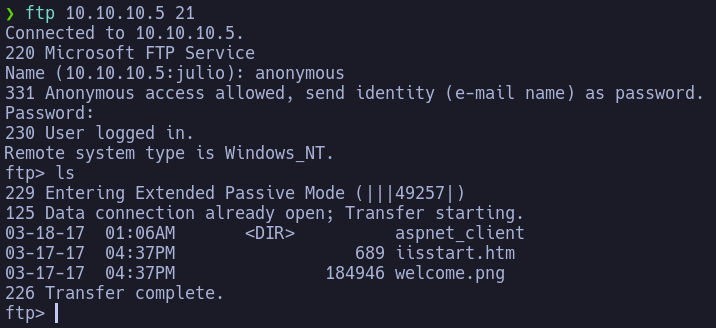 ❯ ftp 10.10.10.5 21
Connected to 10.10.10.5.
220 Microsoft FTP Service
Name (10.10.10.5:julio): anonymous
331 Anonymous access allowed, send identity (e-mail name) as password.
Password:
230 User logged in.
Remote system type is Windows_NT.
ftp> ls
229 Entering Extended Passive Mode (|||49257|)
125 Data connection already open; Transfer starting.
03-18-17  01:06AM       <DIR>          aspnet_client
03-17-17  04:37PM                  689 iisstart.htm
03-17-17  04:37PM               184946 welcome.png
226 Transfer complete.
ftp>